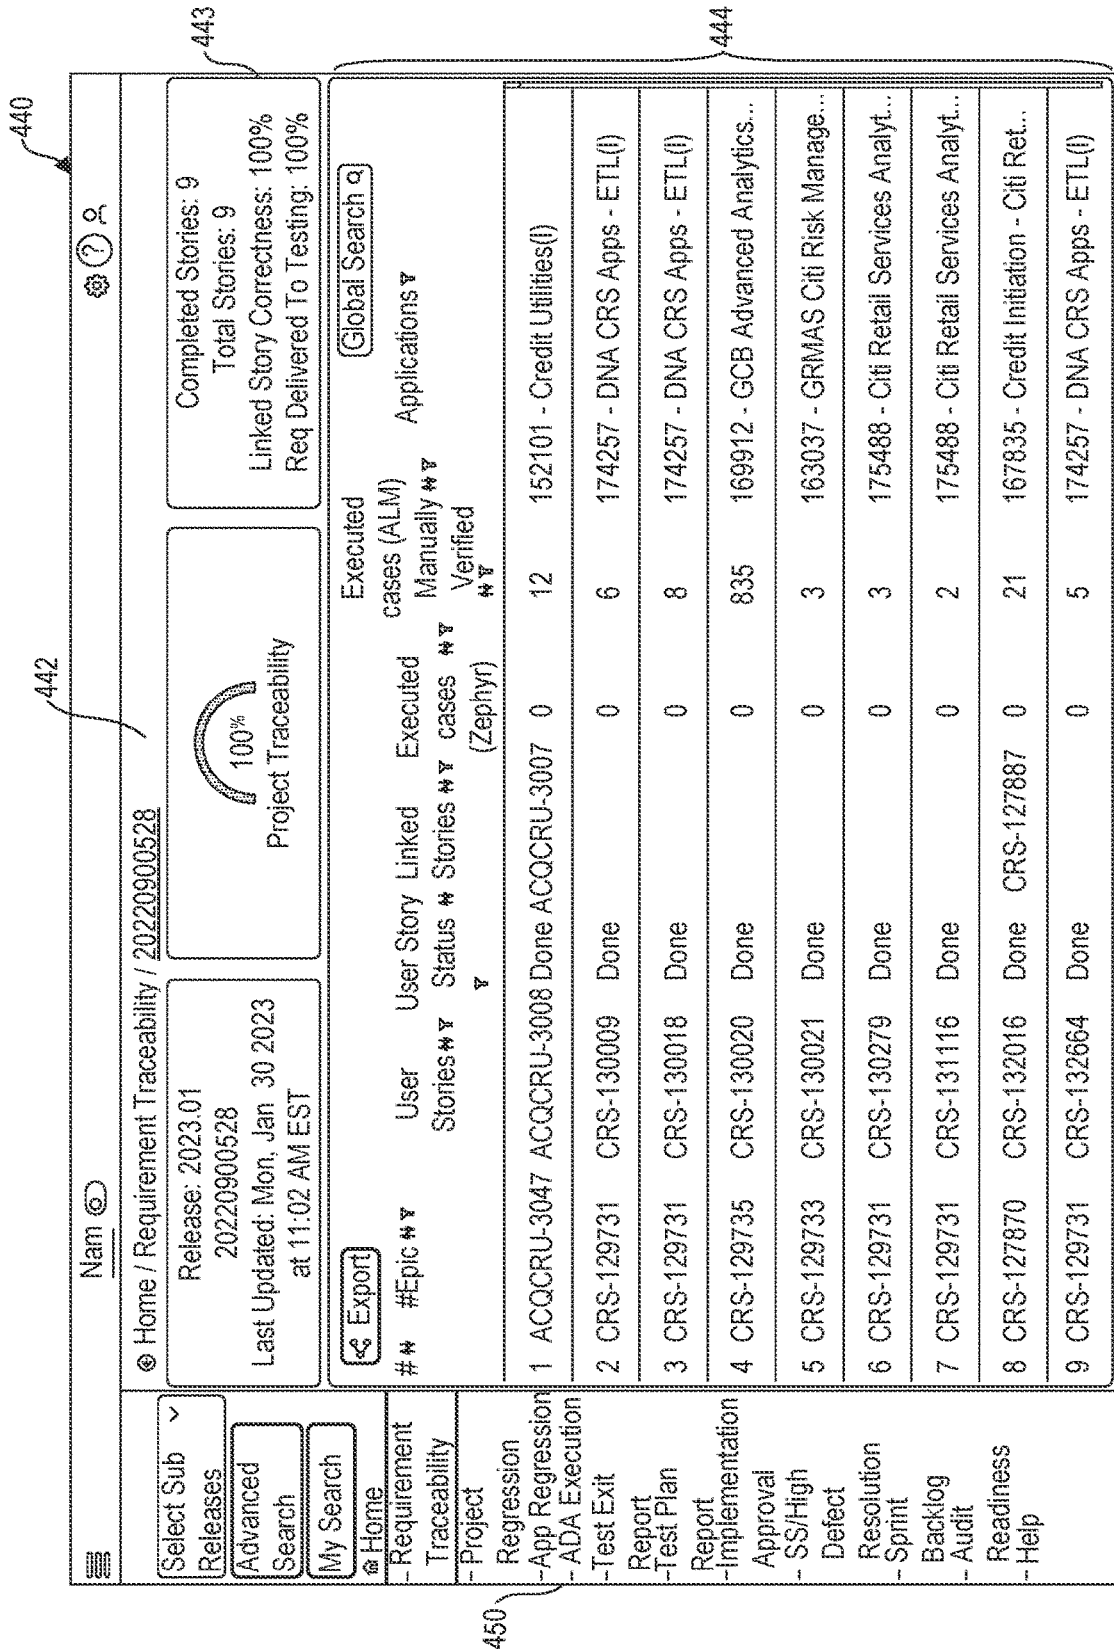 440
Nam
Home / Requirement Traceability / 20220900528
442
443
Release: 2023.01
20220900528
Last Updated: Mon, Jan 30 2023
at 11:02 AM EST
100%
Project Traceability
Completed Stories: 9
Total Stories: 9
Linked Story Correctness: 100%
Req Delivered To Testing: 100%
Select Sub
Releases
Advanced
Search
My Search
Home
- Requirement
Traceability
- Project
Regression
- App Regression
- ADA Execution
- Test Exit
Report
- Test Plan
Report
- Implementation
Approval
- SS/High
Defect
Resolution
- Sprint
Backlog
- Audit
Readiness
- Help
450
444
Export
Global Search
# #Epic User Stories User Story Status Linked Stories Executed cases (Zephyr) Executed cases (ALM) Manually Verified Applications
1 ACQCRU-3047 ACQCRU-3008 Done ACQCRU-3007 0 12 152101 - Credit Utilities(I)
2 CRS-129731 CRS-130009 Done 0 6 174257 - DNA CRS Apps - ETL(I)
3 CRS-129731 CRS-130018 Done 0 8 174257 - DNA CRS Apps - ETL(I)
4 CRS-129735 CRS-130020 Done 0 835 169912 - GCB Advanced Analytics...
5 CRS-129733 CRS-130021 Done 0 3 163037 - GRMAS Citi Risk Manage...
6 CRS-129731 CRS-130279 Done 0 3 175488 - Citi Retail Services Analyt...
7 CRS-129731 CRS-131116 Done 0 2 175488 - Citi Retail Services Analyt...
8 CRS-127870 CRS-132016 Done CRS-127887 0 21 167835 - Credit Initiation - Citi Ret...
9 CRS-129731 CRS-132664 Done 0 5 174257 - DNA CRS Apps - ETL(I)